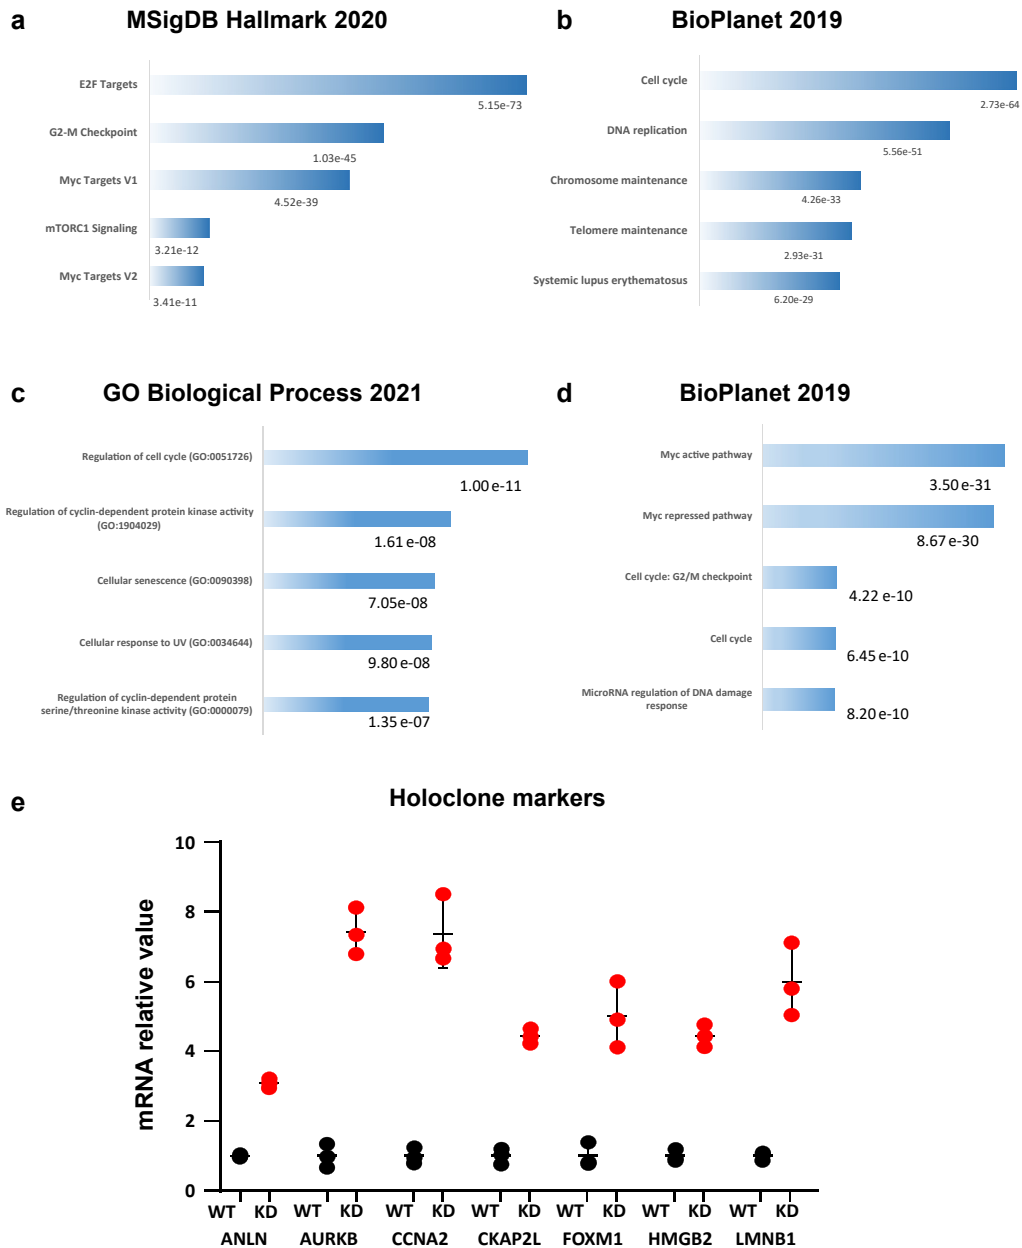 a
MSigDB Hallmark 2020
E2F Targets
5.15e-73
G2-M Checkpoint
1.03e-45
Myc Targets V1
4.52e-39
mTORC1 Signaling
3.21e-12
Myc Targets V2
3.41e-11
b
BioPlanet 2019
Cell cycle
2.73e-64
DNA replication
5.56e-51
Chromosome maintenance
4.26e-33
Telomere maintenance
2.93e-31
Systemic lupus erythematosus
6.20e-29
c
GO Biological Process 2021
Regulation of cell cycle (GO:0051726)
1.00 e-11
Regulation of cyclin-dependent protein kinase activity
(GO:1904029)
1.61 e-08
Cellular senescence (GO:0090398)
7.05e-08
Cellular response to UV (GO:0034644)
9.80 e-08
Regulation of cyclin-dependent protein
serine/threonine kinase activity (GO:0000079)
1.35 e-07
d
BioPlanet 2019
Myc active pathway
3.50 e-31
Myc repressed pathway
8.67 e-30
Cell cycle: G2/M checkpoint
4.22 e-10
Cell cycle
6.45 e-10
MicroRNA regulation of DNA damage
response
8.20 e-10
e
Holoclone markers
mRNA relative value
10
8
6
4
2
0
WT KD WT KD WT KD WT KD WT KD WT KD WT KD
ANLN AURKB CCNA2 CKAP2L FOXM1 HMGB2 LMNB1